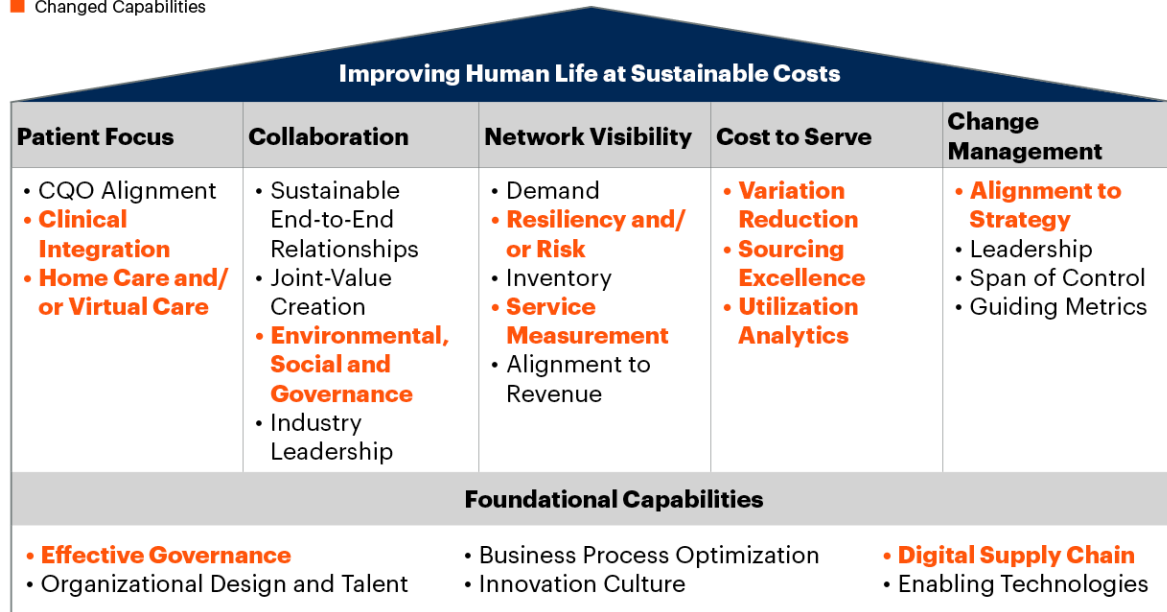 Changed Capabilities
Improving Human Life at Sustainable Costs
Patient Focus
• CQO Alignment
• Clinical
Integration
• Home Care and/
or Virtual Care
Collaboration
• Sustainable
End-to-End
Relationships
• Joint-Value
Creation
• Environmental,
Social and
Governance
• Industry
Leadership
Network Visibility
• Demand
• Resiliency and/
or Risk
• Inventory
• Service
Measurement
• Alignment to
Revenue
Cost to Serve
• Variation
Reduction
• Sourcing
Excellence
• Utilization
Analytics
Change
Management
• Alignment to
Strategy
• Leadership
• Span of Control
• Guiding Metrics
Foundational Capabilities
• Effective Governance
• Organizational Design and Talent
• Business Process Optimization
• Innovation Culture
• Digital Supply Chain
• Enabling Technologies